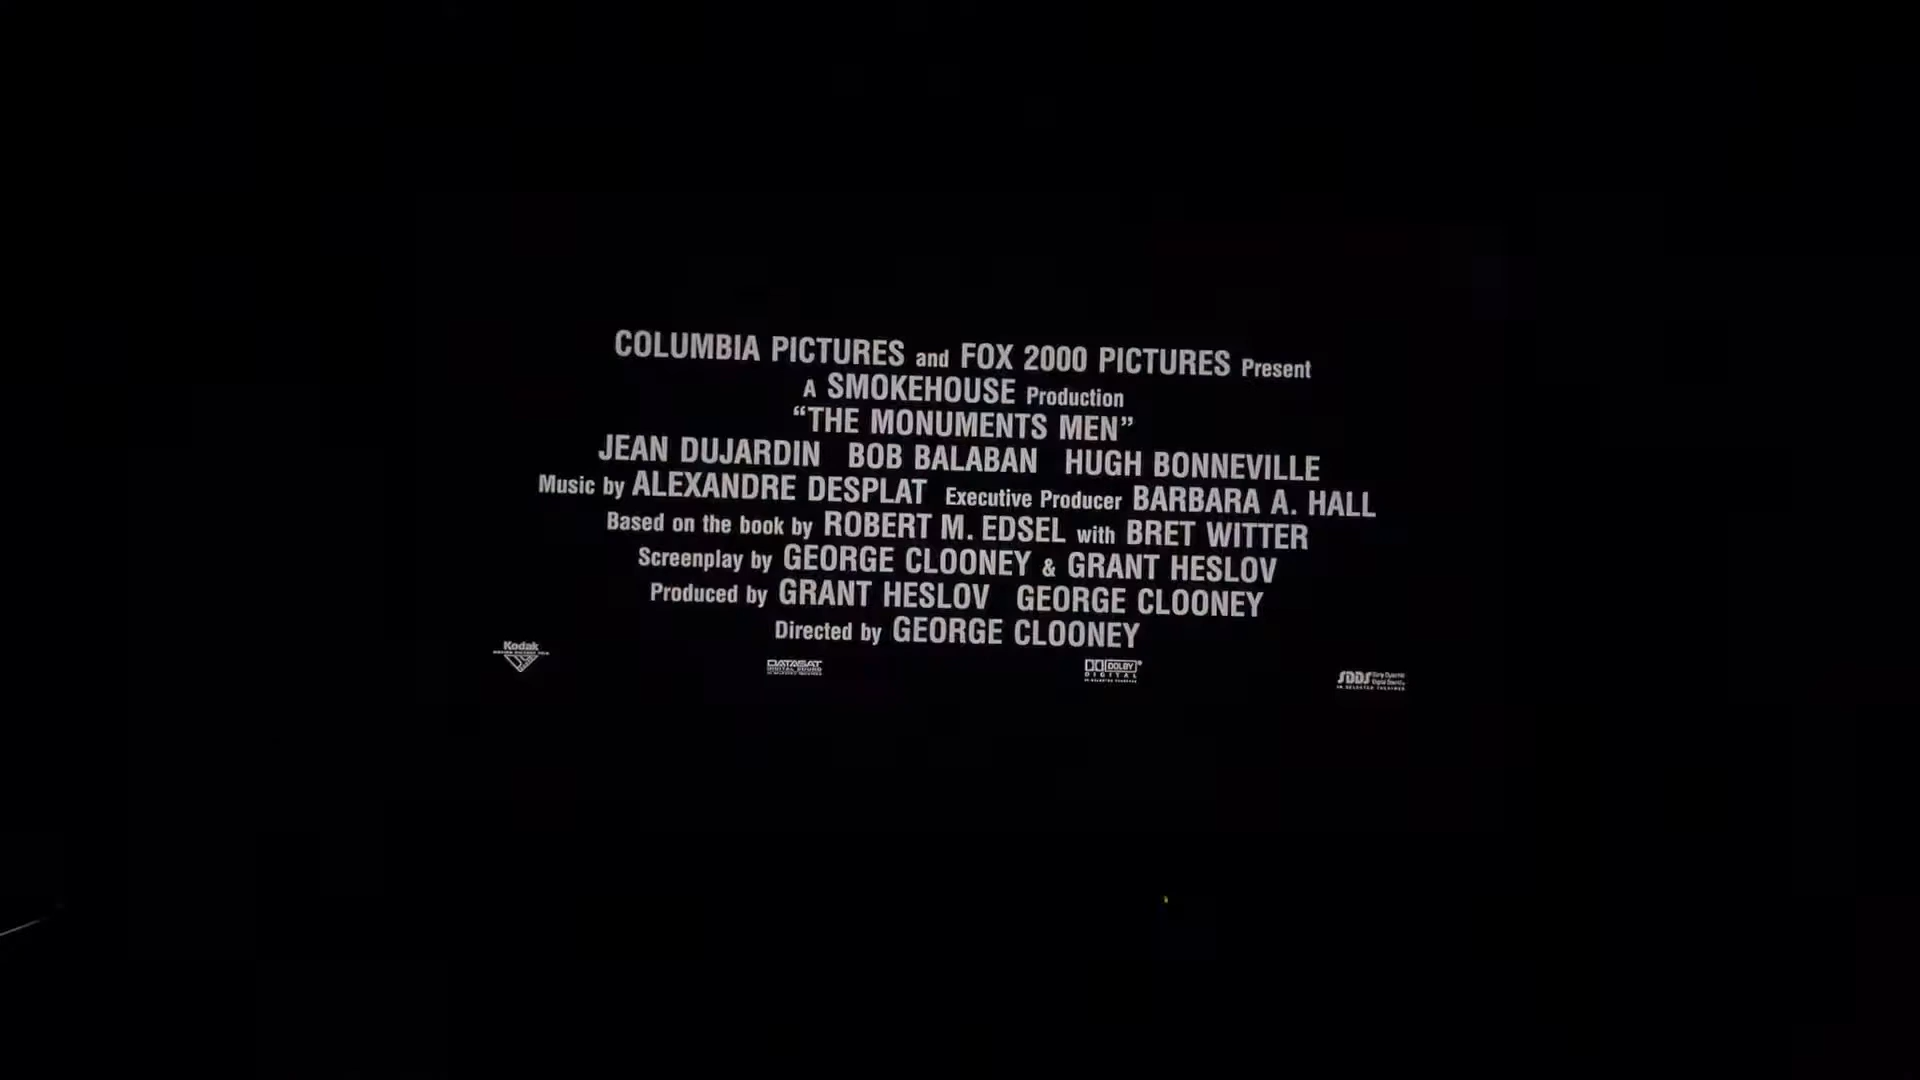 COLUMBIA PICTURES and FOX 2000 PICTURES Present
A SMOKEHOUSE Production
“THE MONUMENTS MEN”
JEAN DUJARDIN BOB BALABAN HUGH BONNEVILLE
Music by ALEXANDRE DESPLAT Executive Producer BARBARA A. HALL
Based on the book by ROBERT M. EDSEL with BRET WITTER
Screenplay by GEORGE CLOONEY & GRANT HESLOV
Produced by GRANT HESLOV GEORGE CLOONEY
Directed by GEORGE CLOONEY
Kodak
DATASAT
DIGITAL SOUND
DOLBY
DIGITAL
SDDS